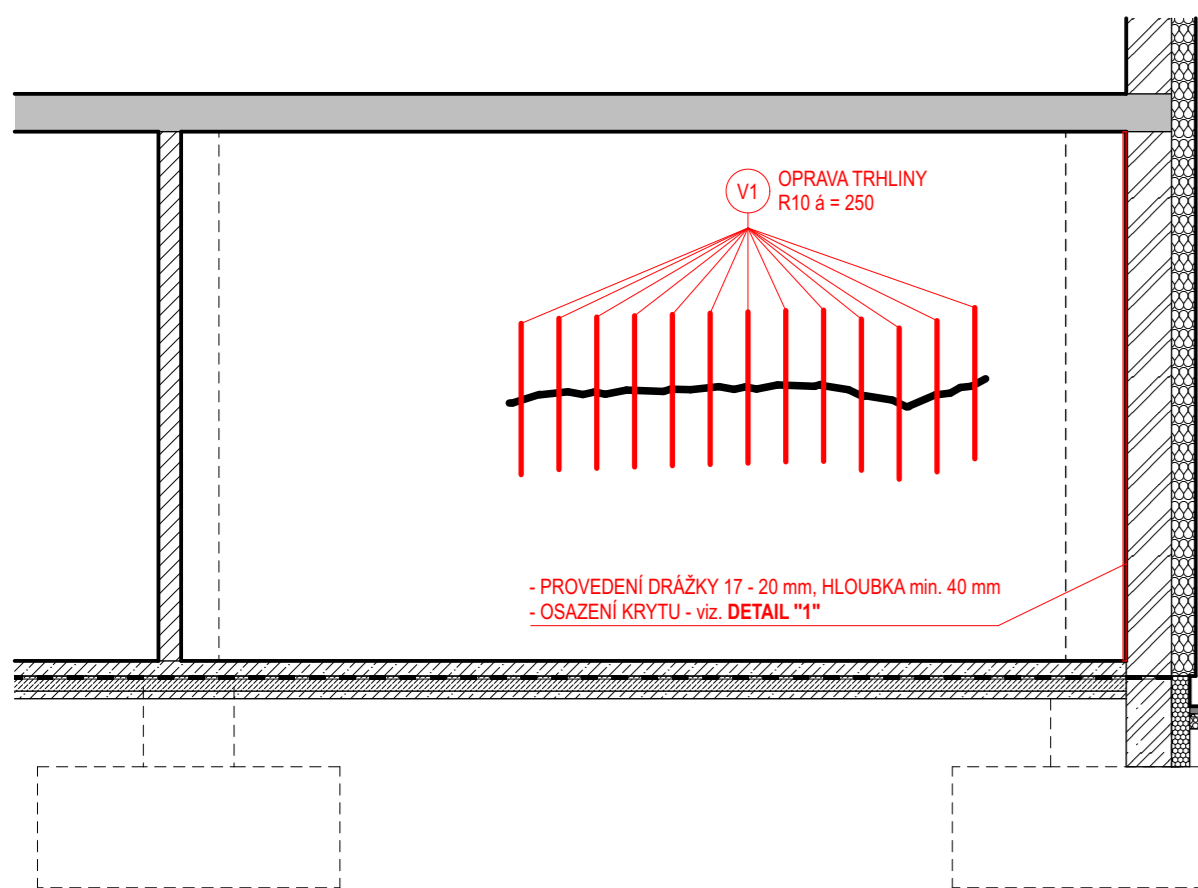 V1
OPRAVA TRHLINY
R10 á = 250
- PROVEDENÍ DRÁŽKY 17 - 20 mm, HLOUBKA min. 40 mm
- OSAZENÍ KRYTU - viz. DETAIL "1"